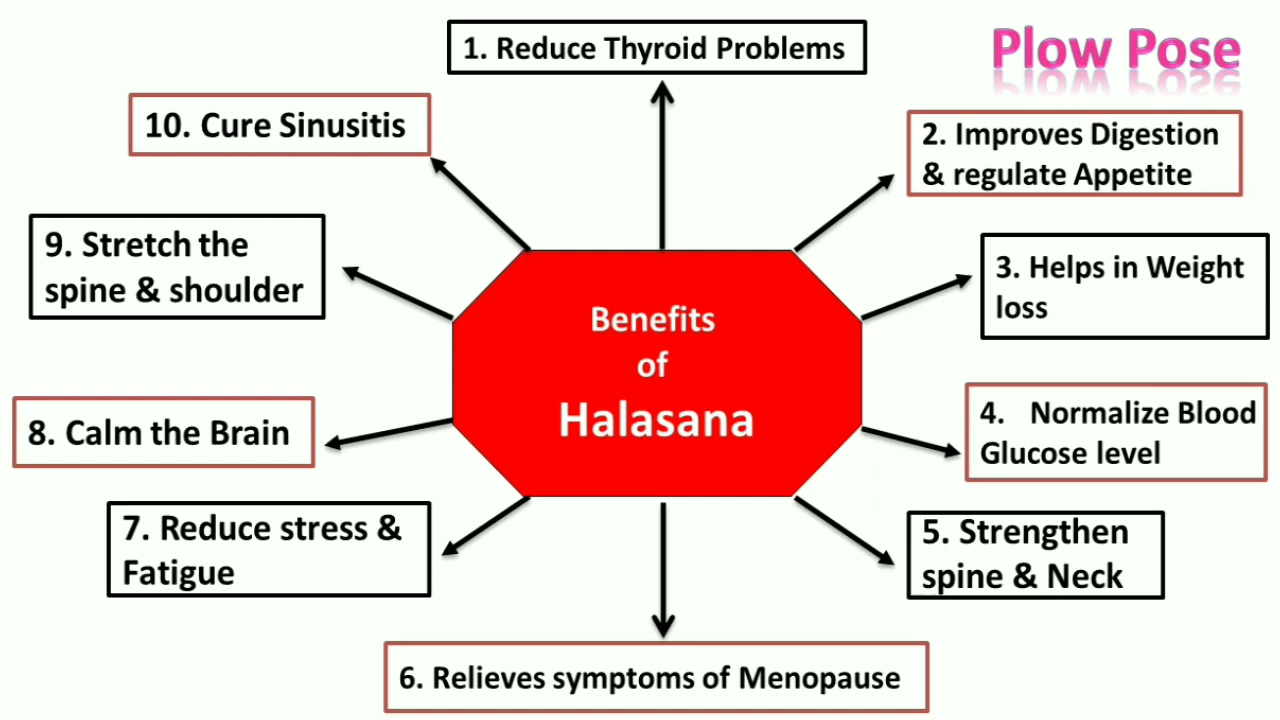 Plow Pose
1. Reduce Thyroid Problems
2. Improves Digestion
& regulate Appetite
3. Helps in Weight
loss
4. Normalize Blood
Glucose level
5. Strengthen
spine & Neck
6. Relieves symptoms of Menopause
7. Reduce stress &
Fatigue
8. Calm the Brain
9. Stretch the
spine & shoulder
10. Cure Sinusitis
Benefits
of
Halasana